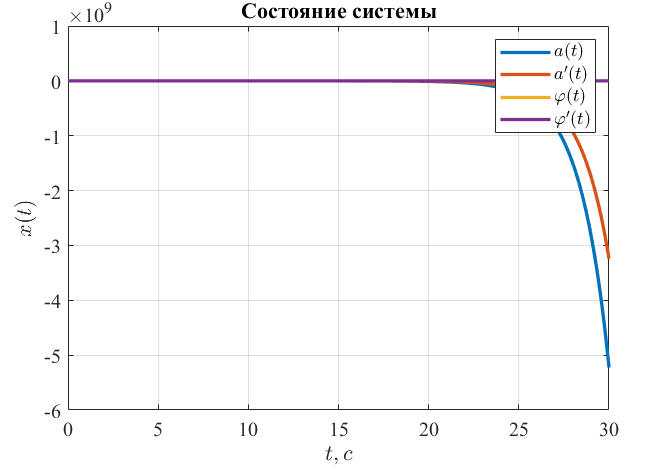 Состояние системы
×10⁹
1
0
-1
-2
-3
-4
-5
-6
x(t)
a(t)
a′(t)
φ(t)
φ′(t)
0 5 10 15 20 25 30
t, c